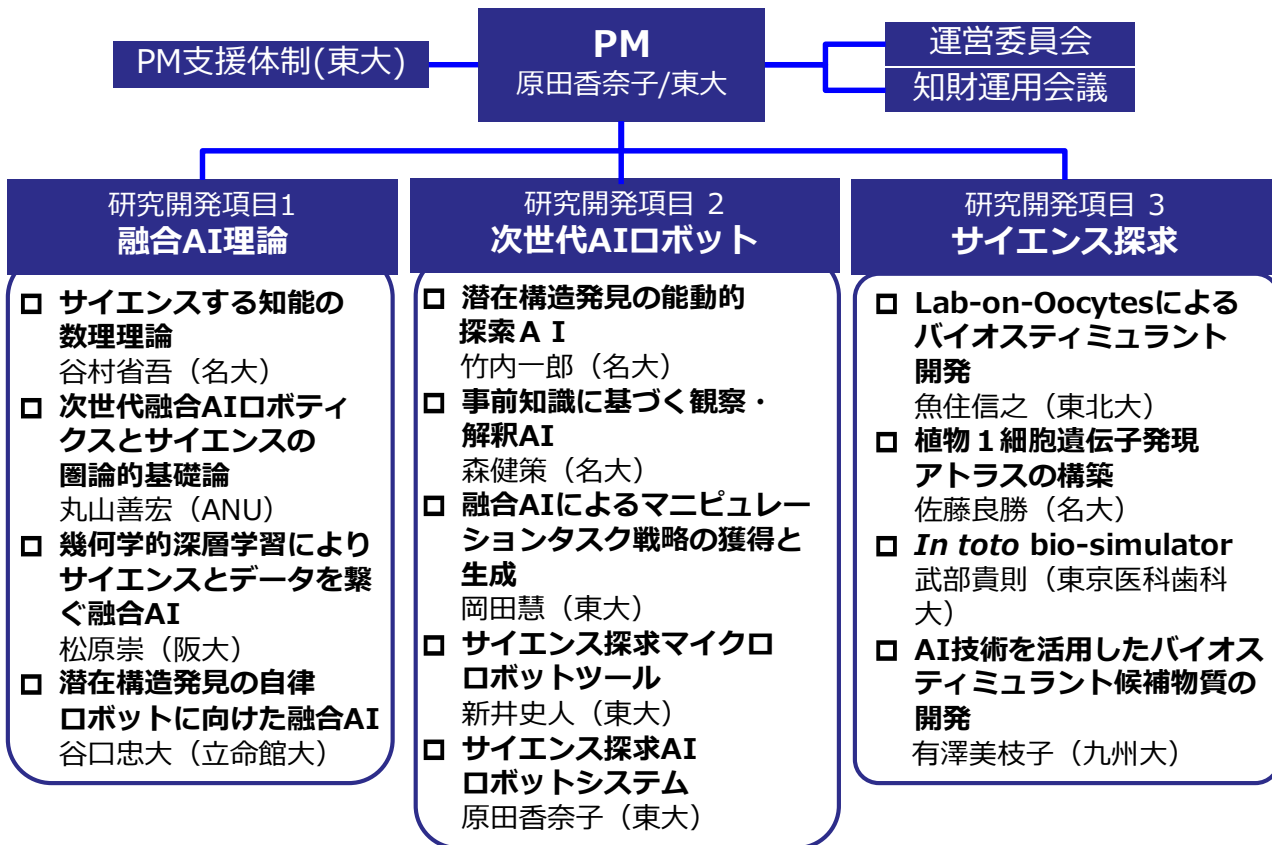 PM支援体制(東大)
PM
原田香奈子/東大
運営委員会
知財運用会議
研究開発項目1
融合AI理論
サイエンスする知能の
数理理論
谷村省吾（名大）
次世代融合AIロボティ
クスとサイエンスの
圏論的基礎論
丸山善宏（ANU）
幾何学的深層学習により
サイエンスとデータを繋
ぐ融合AI
松原崇（阪大）
潜在構造発見の自律
ロボットに向けた融合AI
谷口忠大（立命館大）
研究開発項目 2
次世代AIロボット
潜在構造発見の能動的
探索ＡＩ
竹内一郎（名大）
事前知識に基づく観察・
解釈AI
森健策（名大）
融合AIによるマニピュレー
ションタスク戦略の獲得と
生成
岡田慧（東大）
サイエンス探求マイクロ
ロボットツール
新井史人（東大）
サイエンス探求AI
ロボットシステム
原田香奈子（東大）
研究開発項目 3
サイエンス探求
Lab-on-Oocytesによる
バイオスティミュラント
開発
魚住信之（東北大）
植物１細胞遺伝子発現
アトラスの構築
佐藤良勝（名大）
In toto bio-simulator
武部貴則（東京医科歯科
大）
AI技術を活用したバイオス
ティミュラント候補物質の
開発
有澤美枝子（九州大）